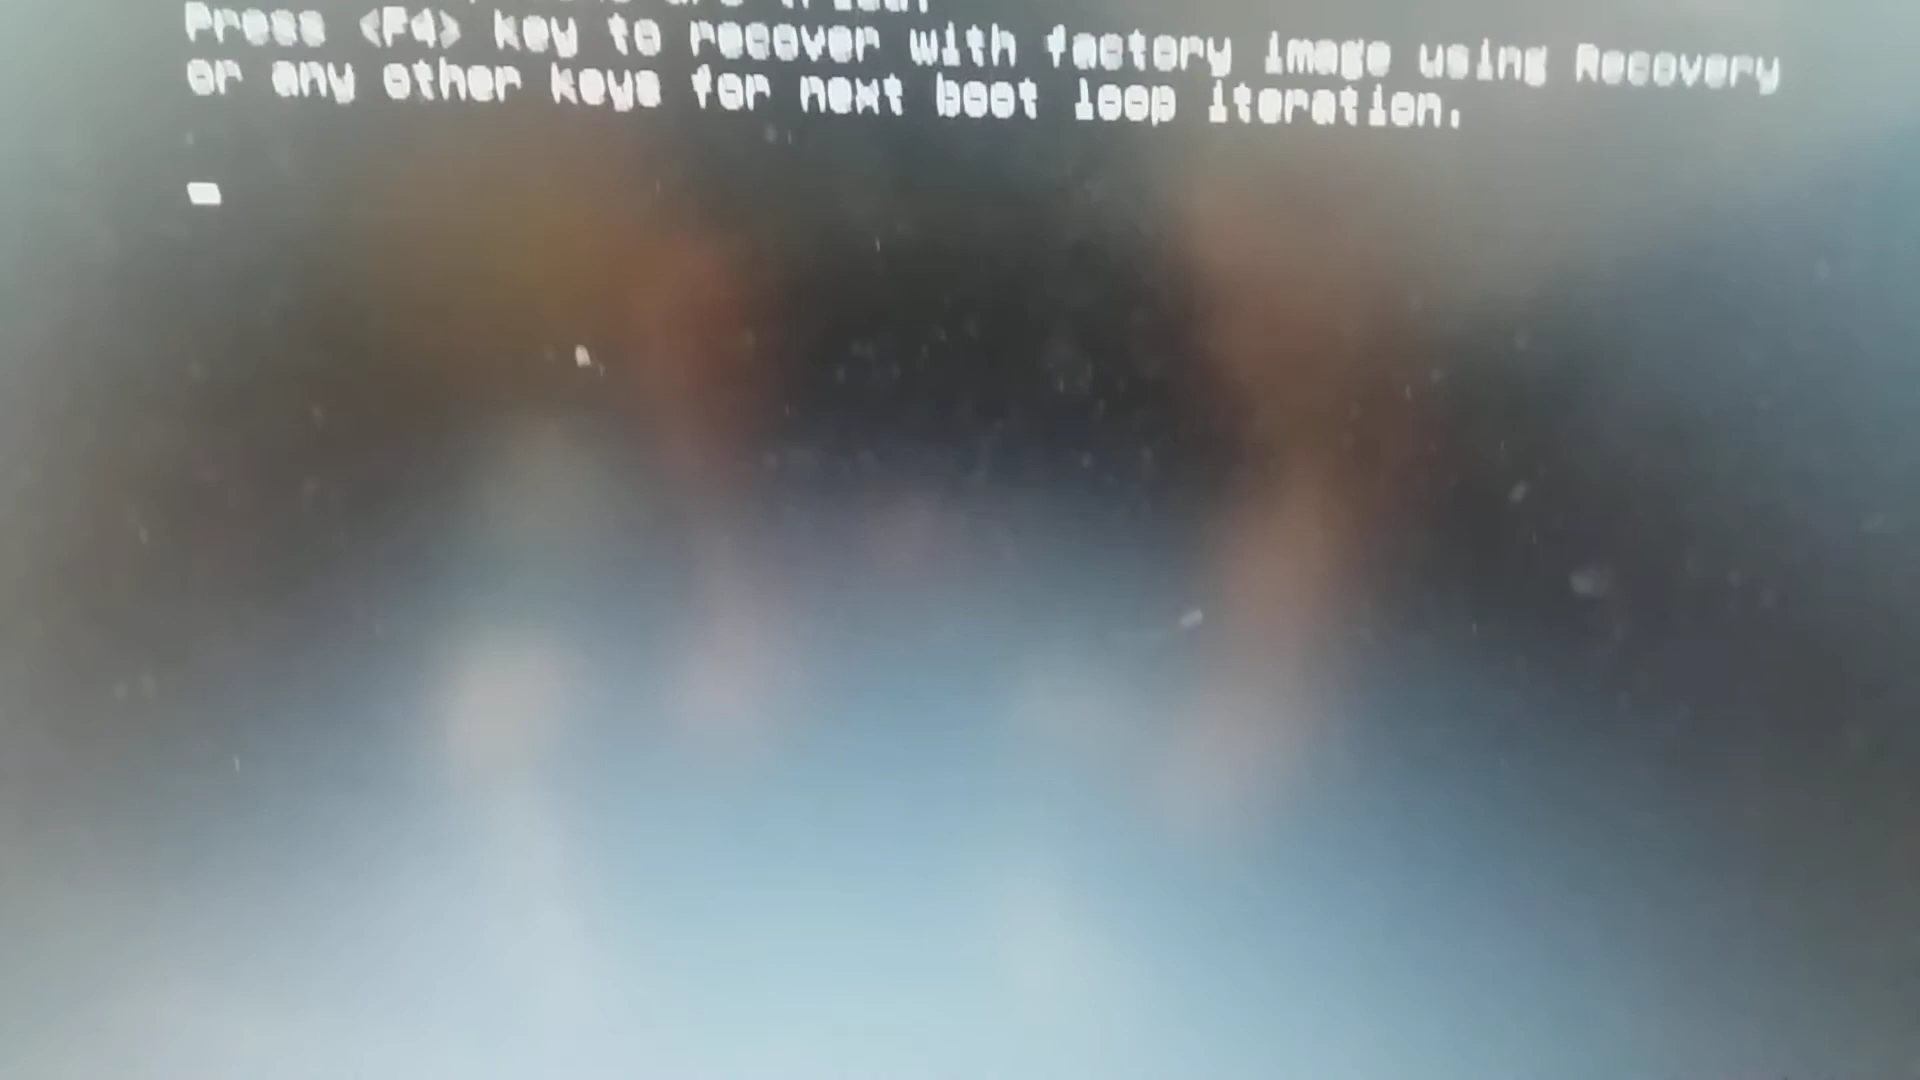 Press <F4> key to recover with factory image using Recovery
or any other keys for next boot loop iteration.